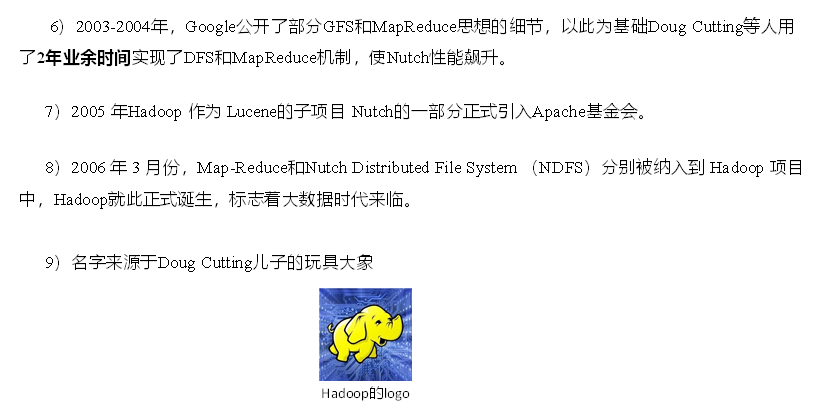 6）2003-2004年，Google公开了部分GFS和MapReduce思想的细节，以此为基础Doug Cutting等人用
了2年业余时间实现了DFS和MapReduce机制，使Nutch性能飙升。
7）2005 年Hadoop 作为 Lucene的子项目 Nutch的一部分正式引入Apache基金会。
8）2006 年 3 月份，Map-Reduce和Nutch Distributed File System （NDFS）分别被纳入到 Hadoop 项目
中，Hadoop就此正式诞生，标志着大数据时代来临。
9）名字来源于Doug Cutting儿子的玩具大象
Hadoop的logo